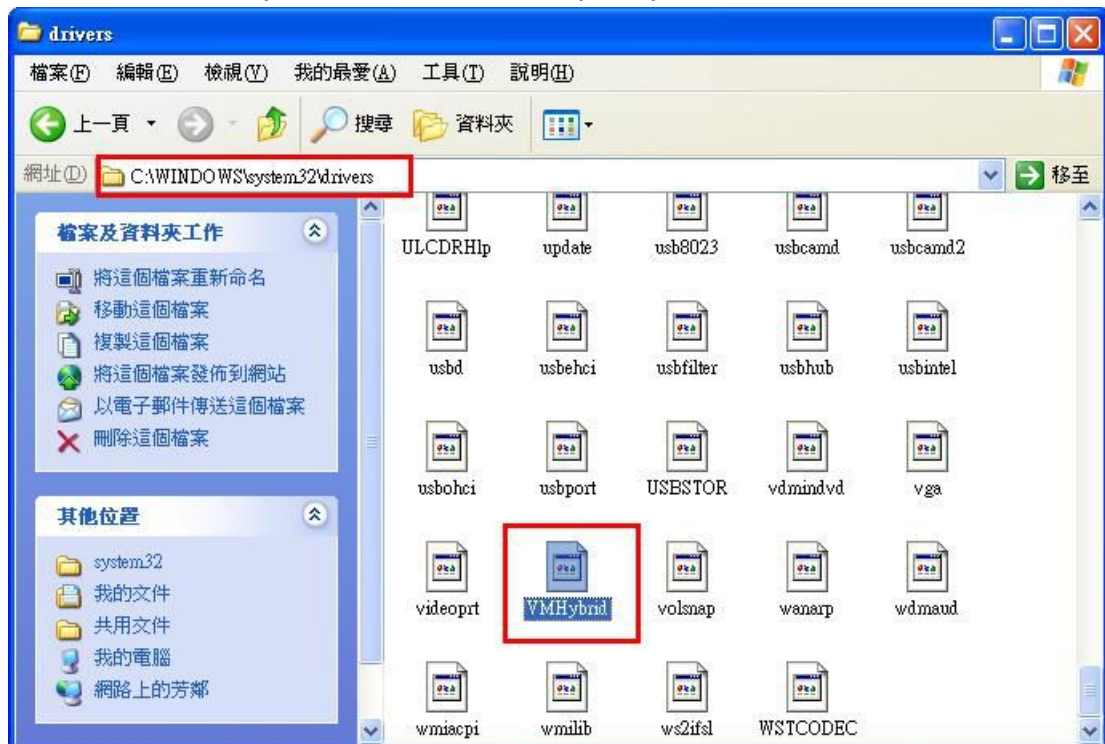 drivers
檔案(F) 編輯(E) 檢視(V) 我的最愛(A) 工具(T) 說明(H)
上一頁 搜尋 資料夾
網址(D) C:\WINDOWS\system32\drivers 移至
檔案及資料夾工作
將這個檔案重新命名
移動這個檔案
複製這個檔案
將這個檔案發佈到網站
以電子郵件傳送這個檔案
刪除這個檔案
其他位置
system32
我的文件
共用文件
我的電腦
網路上的芳鄰
ULCDRHlp update usb8023 usbcamd usbcamd2
usbd usbehci usbfilter usbhub usbintel
usbohci usbport USBSTOR vdmindvd vga
videoprt VMHybrid volsnap wanarp wdmaud
wmiacpi wmilib ws2ifsl WSTCODEC